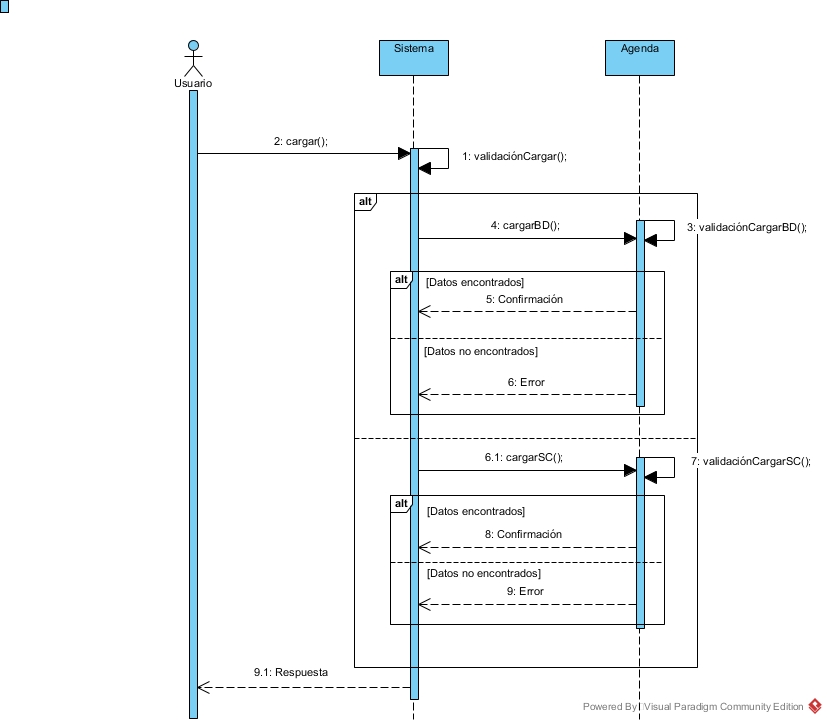 Sistema
Agenda
Usuario
2: cargar();
1: validaciónCargar();
alt
4: cargarBD();
3: validaciónCargarBD();
alt
[Datos encontrados]
5: Confirmación
[Datos no encontrados]
6: Error
6.1: cargarSC();
7: validaciónCargarSC();
alt
[Datos encontrados]
8: Confirmación
[Datos no encontrados]
9: Error
9.1: Respuesta
Powered By Visual Paradigm Community Edition